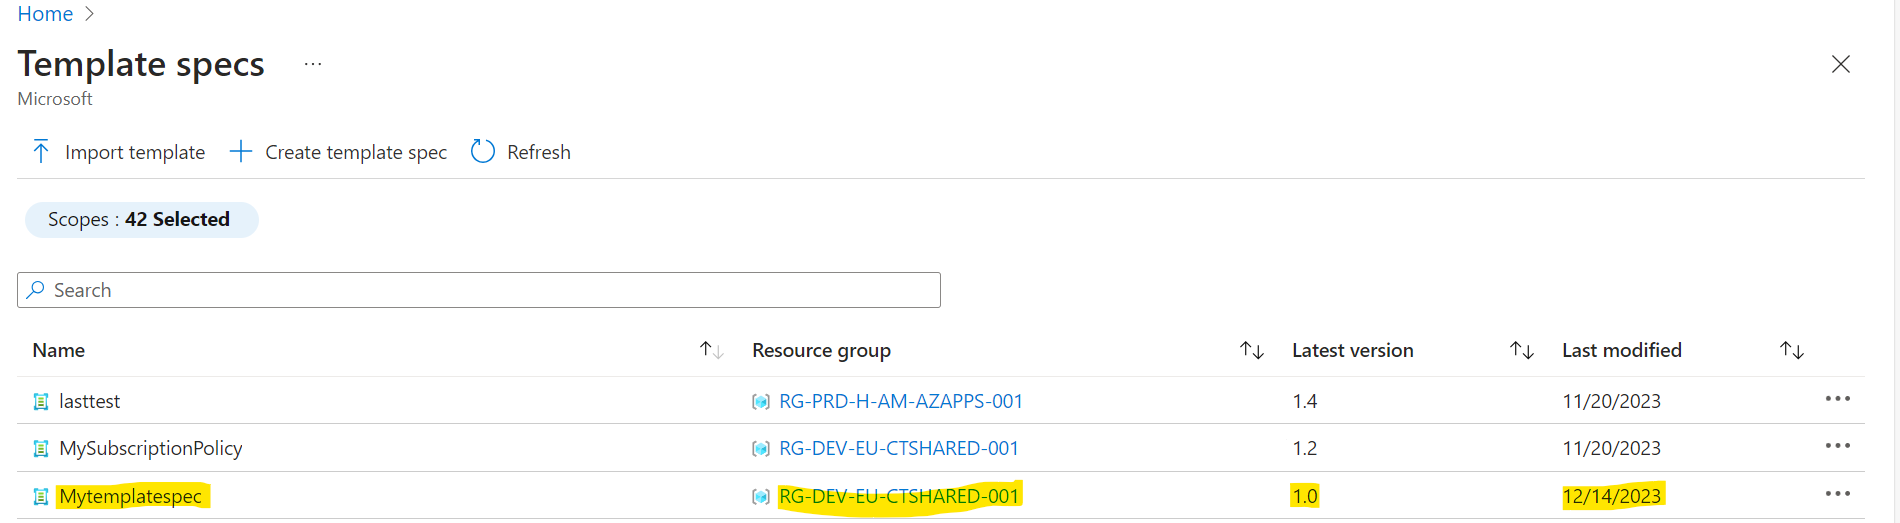 Home
Template specs ...
Microsoft
Import template Create template spec Refresh
Scopes : 42 Selected
Search
Name Resource group Latest version Last modified
lasttest RG-PRD-H-AM-AZAPPS-001 1.4 11/20/2023
MySubscriptionPolicy RG-DEV-EU-CTSHARED-001 1.2 11/20/2023
Mytemplatespec RG-DEV-EU-CTSHARED-001 1.0 12/14/2023